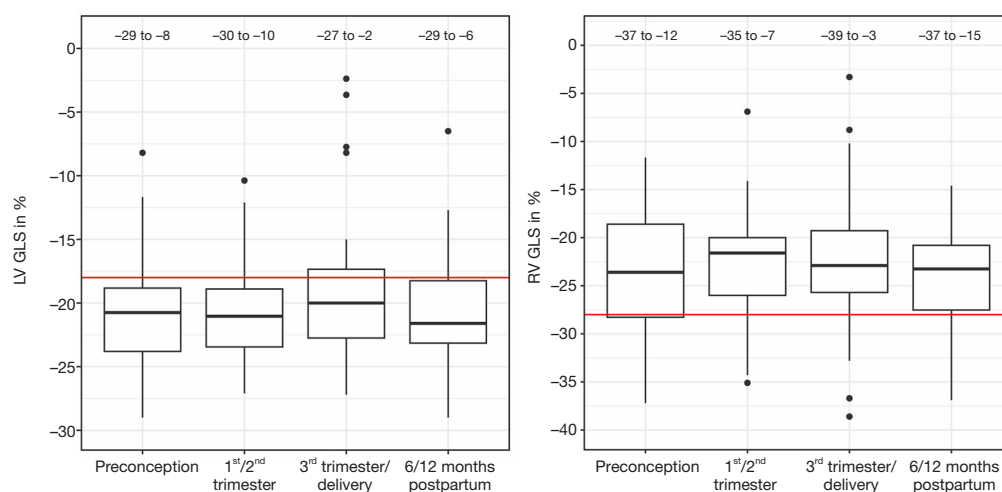 −29 to −8 −30 to −10 −27 to −2 −29 to −6
0
−5
−10
−15
−20
−25
−30
LV GLS in %
Preconception 1st/2nd trimester 3rd trimester/ delivery 6/12 months postpartum
−37 to −12 −35 to −7 −39 to −3 −37 to −15
0
−5
−10
−15
−20
−25
−30
−35
−40
RV GLS in %
Preconception 1st/2nd trimester 3rd trimester/ delivery 6/12 months postpartum